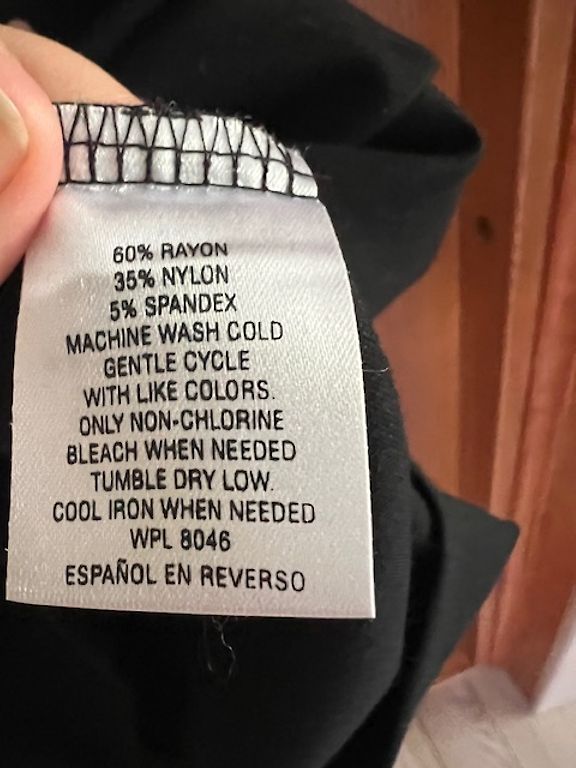 60% RAYON
35% NYLON
5% SPANDEX
MACHINE WASH COLD
GENTLE CYCLE
WITH LIKE COLORS.
ONLY NON-CHLORINE
BLEACH WHEN NEEDED
TUMBLE DRY LOW.
COOL IRON WHEN NEEDED
WPL 8046
ESPAÑOL EN REVERSO